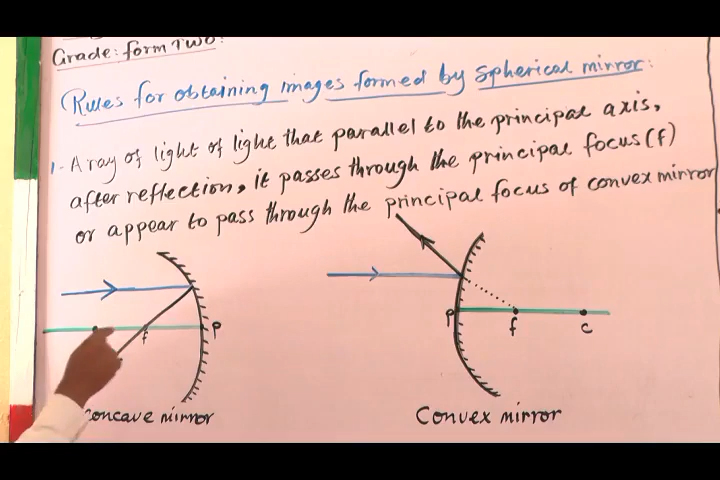 Grade: form Two:
Rules for obtaining images formed by Spherical mirror:
1- A ray of light of light that parallel to the principal axis,
after reflection, it passes through the principal focus (f)
or appear to pass through the principal focus of convex mirror
f P
P f c
concave mirror
Convex mirror